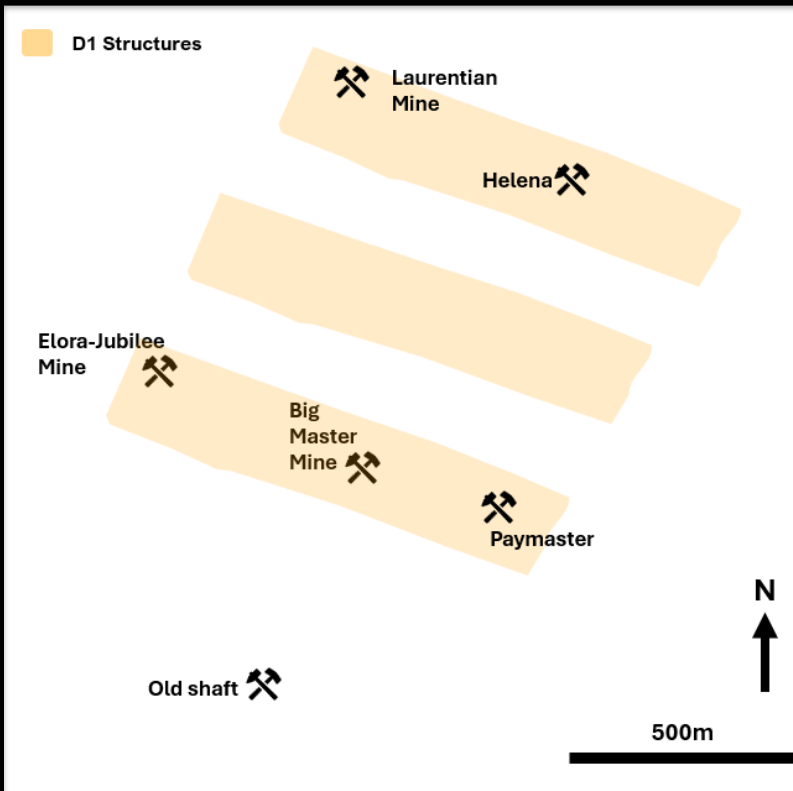 D1 Structures
Laurentian
Mine
Helena
Elora-Jubilee
Mine
Big
Master
Mine
Paymaster
N
Old shaft
500m